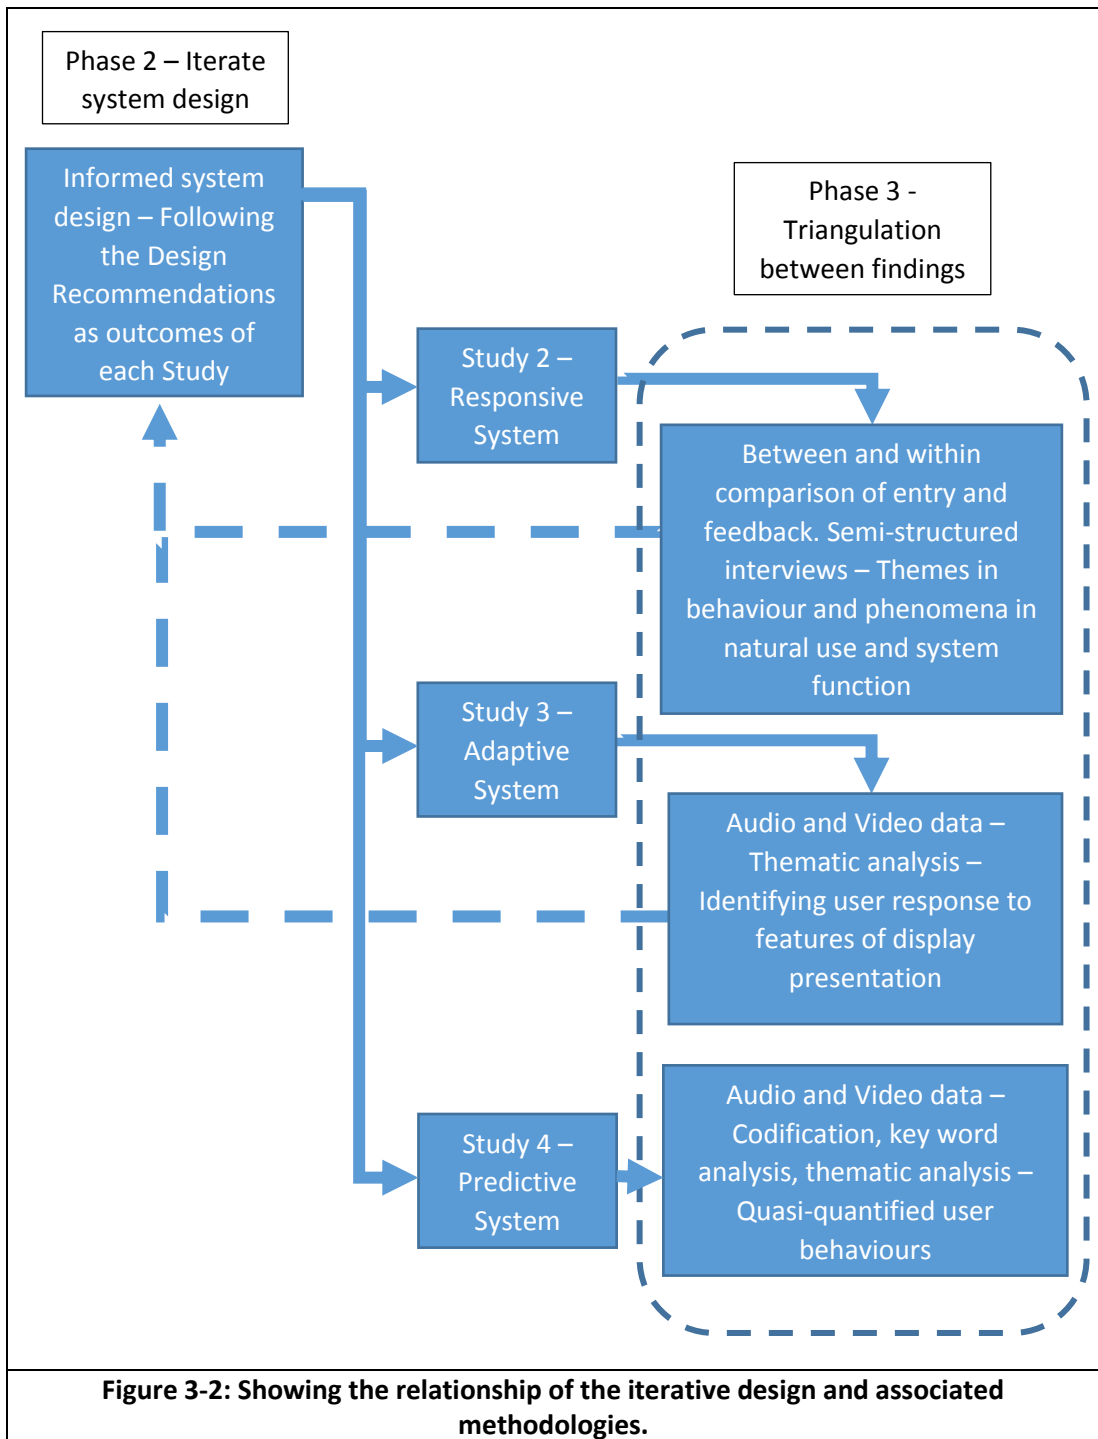 Phase 2 – Iterate
system design
Informed system
design – Following
the Design
Recommendations
as outcomes of
each Study
Phase 3 -
Triangulation
between findings
Study 2 –
Responsive
System
Between and within
comparison of entry and
feedback. Semi-structured
interviews – Themes in
behaviour and phenomena in
natural use and system
function
Study 3 –
Adaptive
System
Audio and Video data –
Thematic analysis –
Identifying user response to
features of display
presentation
Study 4 –
Predictive
System
Audio and Video data –
Codification, key word
analysis, thematic analysis –
Quasi-quantified user
behaviours
Figure 3-2: Showing the relationship of the iterative design and associated
methodologies.